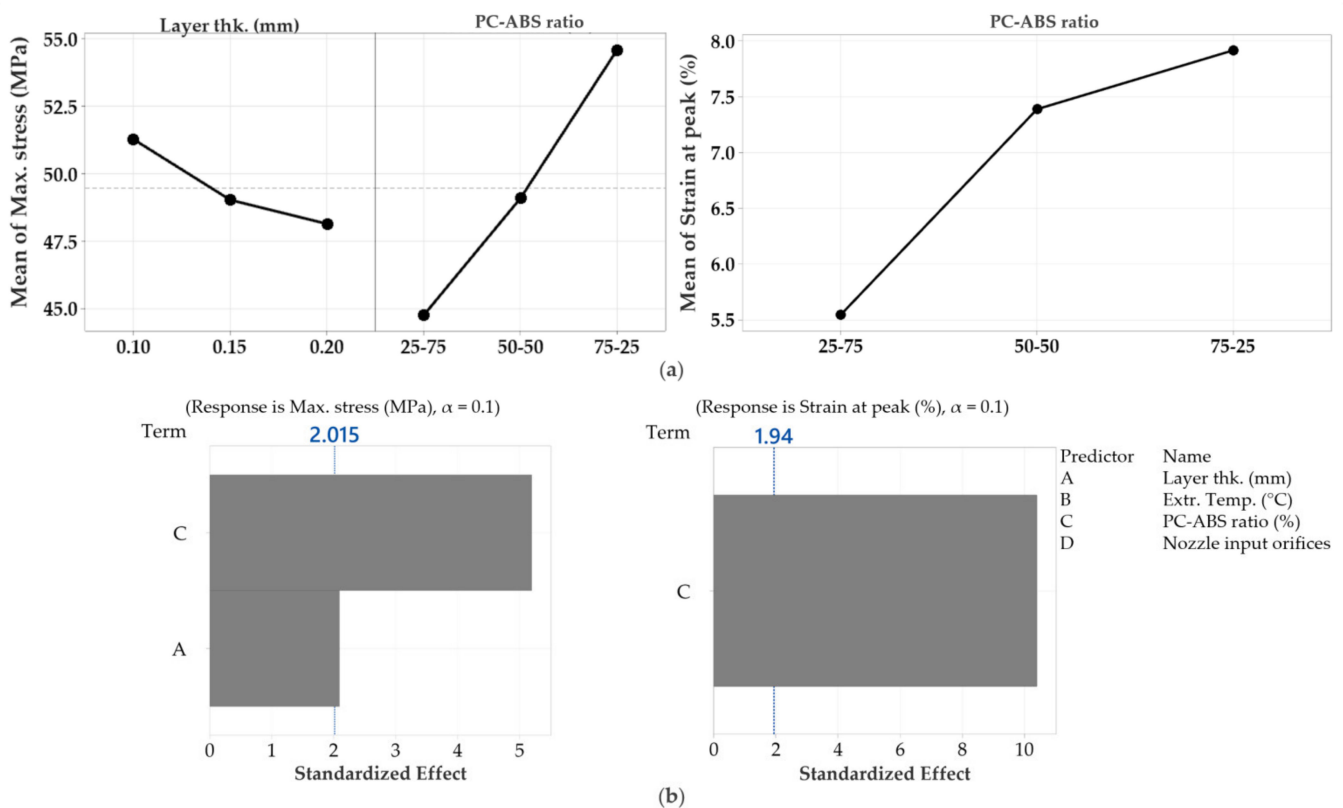 Layer thk. (mm)
PC-ABS ratio
Mean of Max. stress (MPa)
55.0
52.5
50.0
47.5
45.0
0.10 0.15 0.20 25-75 50-50 75-25
PC-ABS ratio
Mean of Strain at peak (%)
8.0
7.5
7.0
6.5
6.0
5.5
25-75 50-50 75-25
(a)
(Response is Max. stress (MPa), α = 0.1)
Term
2.015
C
A
0 1 2 3 4 5
Standardized Effect
(Response is Strain at peak (%), α = 0.1)
Term
1.94
C
0 2 4 6 8 10
Standardized Effect
Predictor Name
A Layer thk. (mm)
B Extr. Temp. (°C)
C PC-ABS ratio (%)
D Nozzle input orifices
(b)